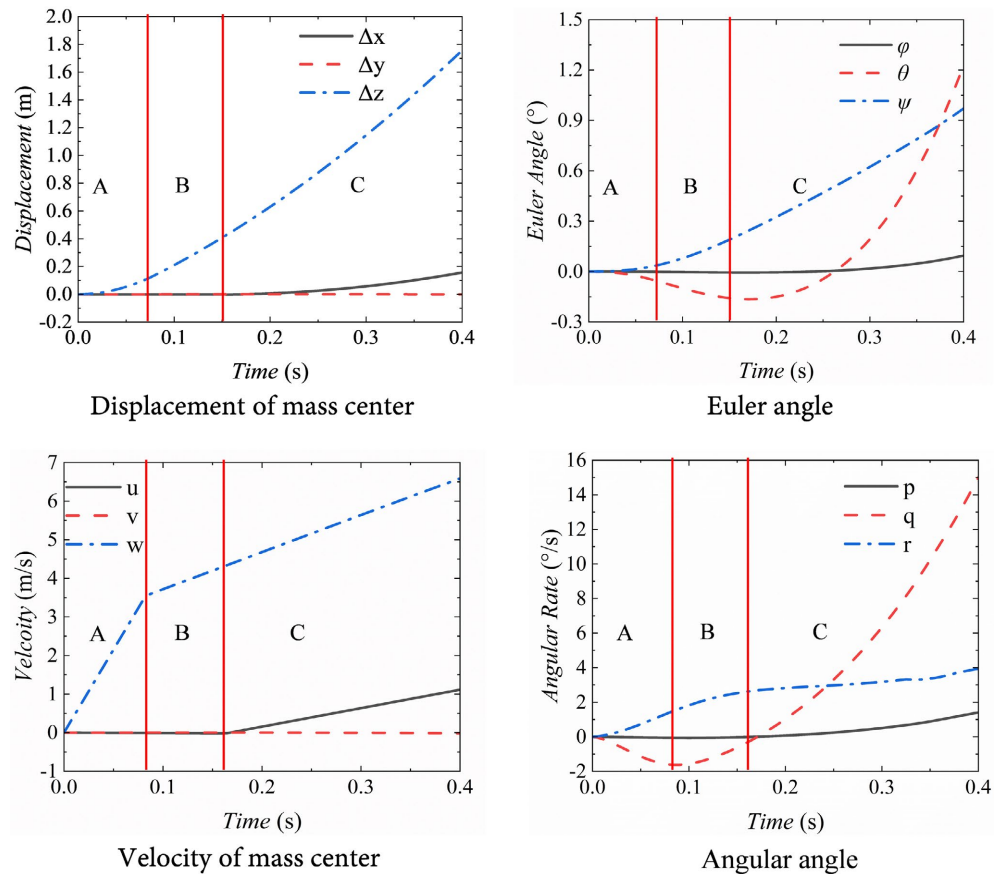 2.0
1.8
1.6
1.4
1.2
1.0
0.8
0.6
0.4
0.2
0.0
-0.2
Displacement (m)
Δx
Δy
Δz
A B C
0.0 0.1 0.2 0.3 0.4
Time (s)
Displacement of mass center
1.5
1.2
0.9
0.6
0.3
0.0
-0.3
Euler Angle (°)
φ
θ
ψ
A B C
0.0 0.1 0.2 0.3 0.4
Time (s)
Euler angle
7
6
5
4
3
2
1
0
-1
Velcoity (m/s)
u
v
w
A B C
0.0 0.1 0.2 0.3 0.4
Time (s)
Velocity of mass center
16
14
12
10
8
6
4
2
0
-2
Angular Rate (°/s)
p
q
r
A B C
0.0 0.1 0.2 0.3 0.4
Time (s)
Angular angle